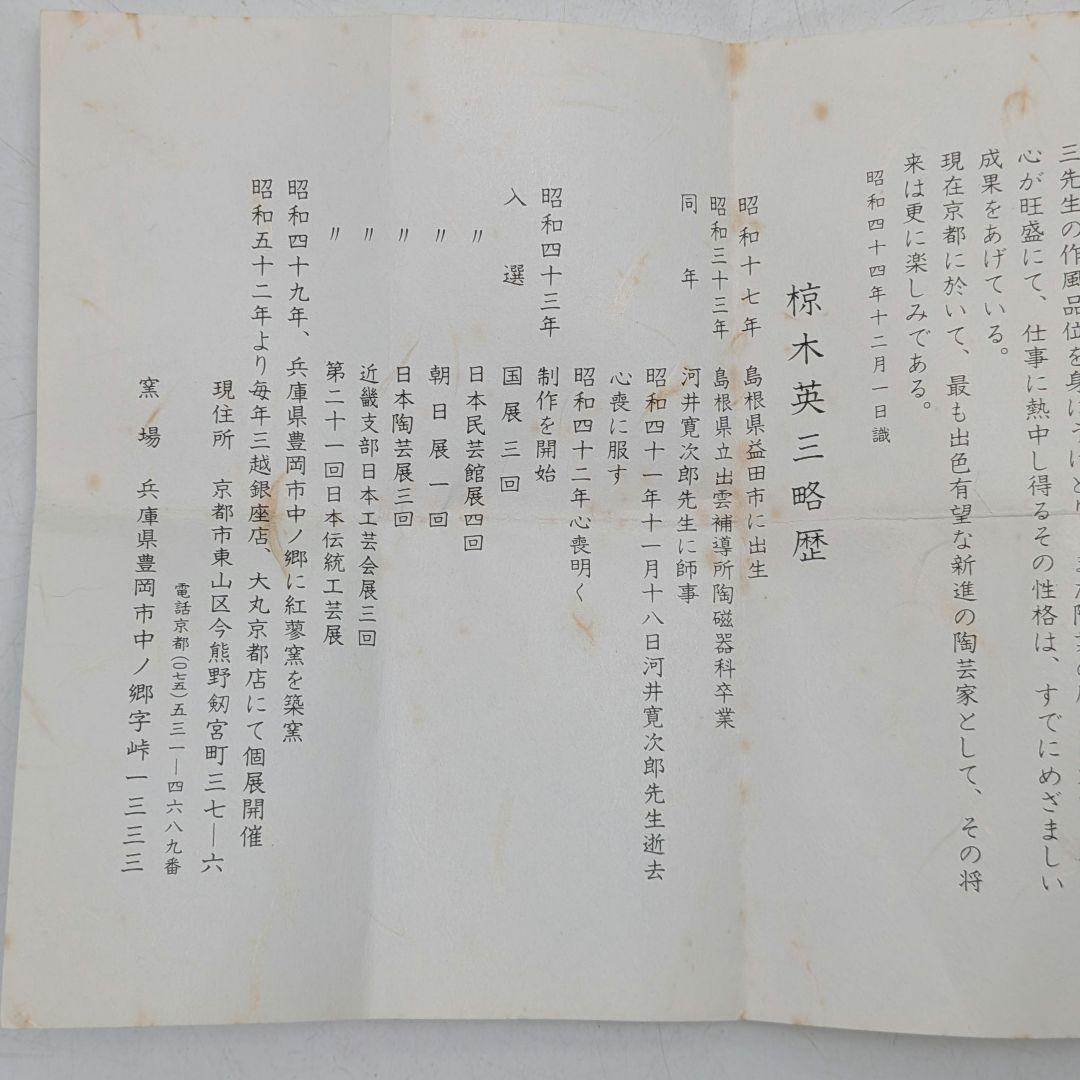 三先生の作風品位を身につけ
心が旺盛にて、仕事に熱中し得るその性格は、すでにめざましい
成果をあげている。
現在京都に於いて、最も出色有望な新進の陶芸家として、その将
来は更に楽しみである。
昭和四十四年十二月一日識
椋木英三略歴
昭和十七年 島根県益田市に出生
昭和三十三年 島根県立出雲補導所陶磁器科卒業
同年 河井寛次郎先生に師事
昭和四十一年十一月十八日河井寛次郎先生逝去
心喪に服す
昭和四十二年心喪明く
昭和四十三年 制作を開始
入選 国展三回
〃 日本民芸館展四回
〃 朝日展一回
〃 日本陶芸展三回
〃 近畿支部日本工芸会展三回
〃 第二十一回日本伝統工芸展
昭和四十九年、兵庫県豊岡市中ノ郷に紅蓼窯を築窯
昭和五十二年より毎年三越銀座店、大丸京都店にて個展開催
現住所 京都市東山区今熊野剱宮町三七―六
電話京都(〇七五)五三一―四六八九番
窯場 兵庫県豊岡市中ノ郷字峠一三三三